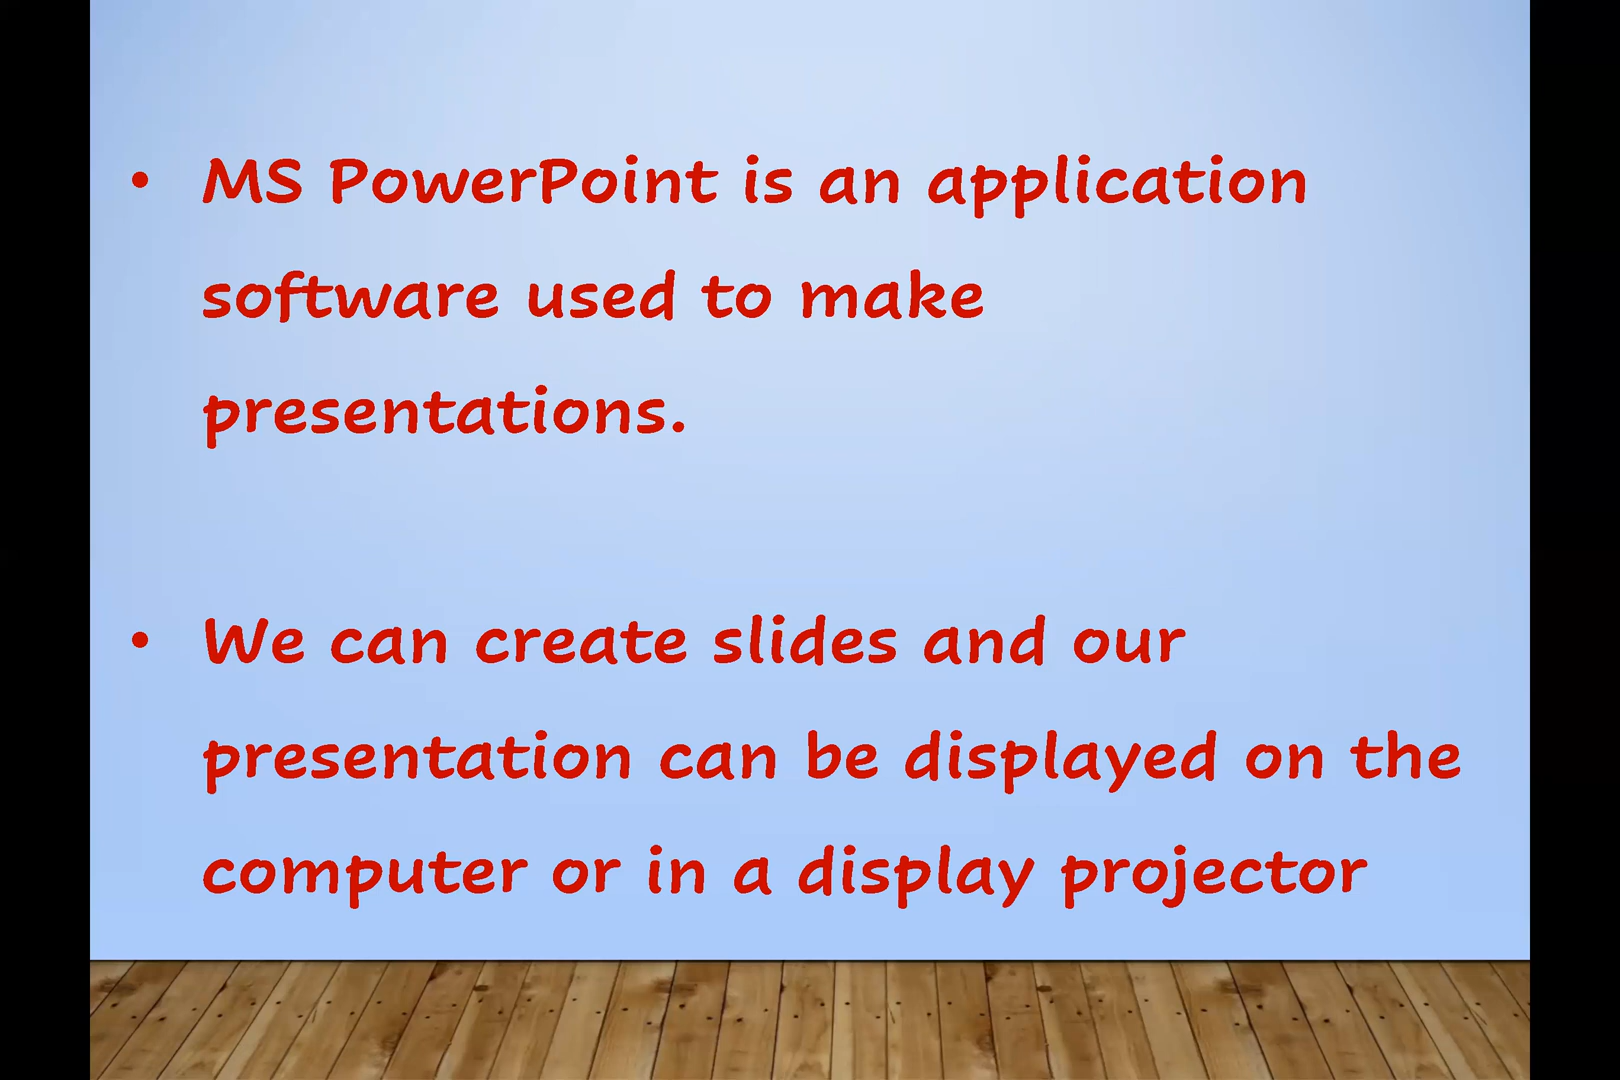 • MS PowerPoint is an application
software used to make
presentations.
• We can create slides and our
presentation can be displayed on the
computer or in a display projector